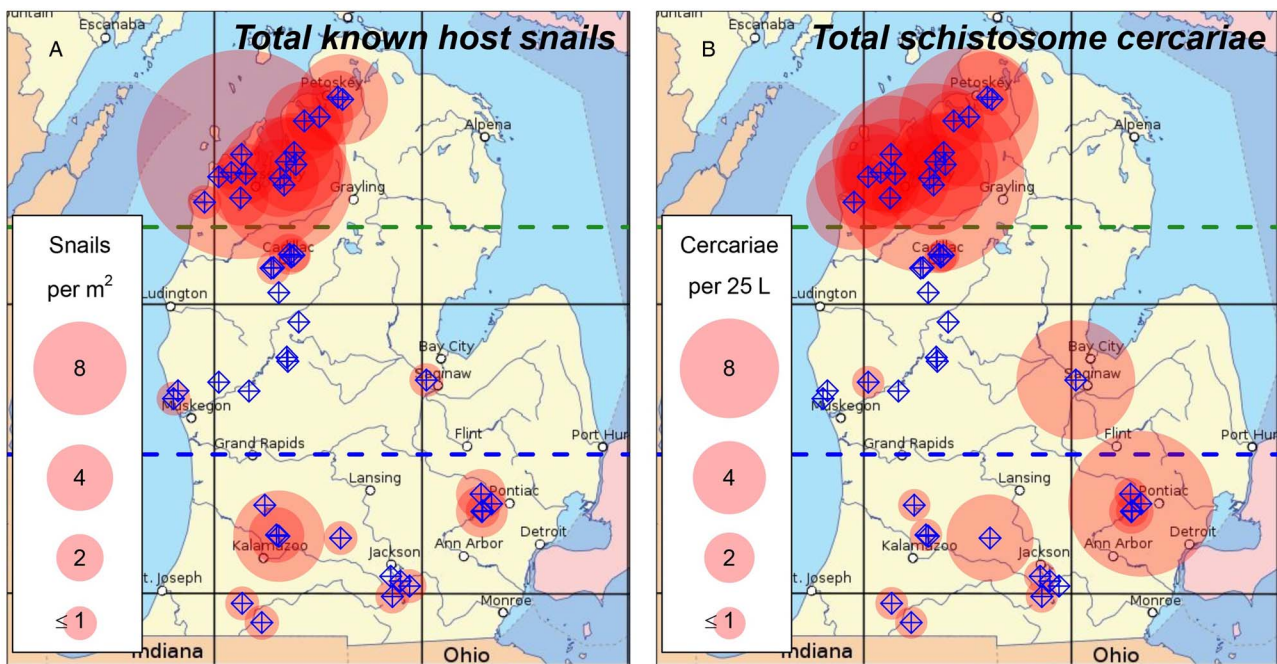 untain
Escanaba
A
Total known host snails
Petoskey
Alpena
Grayling
Snails
per m2
Cadillac
Ludington
8
Bay City
Saginaw
Muskegon
4
Grand Rapids
Flint
Port Hur
Lansing
Pontiac
2
Kalamazoo
Jackson
Ann Arbor
Detroit
t. Joseph
≤ 1
Monroe
Indiana
Ohio
untain
Escanaba
B
Total schistosome cercariae
Petoskey
Alpena
Grayling
Cercariae
per 25 L
Cadillac
Ludington
8
Bay City
Saginaw
Muskegon
4
Grand Rapids
Flint
Port Hur
Lansing
Pontiac
2
Kalamazoo
Jackson
Ann Arbor
Detroit
t. Joseph
≤ 1
Monroe
Indiana
Ohio